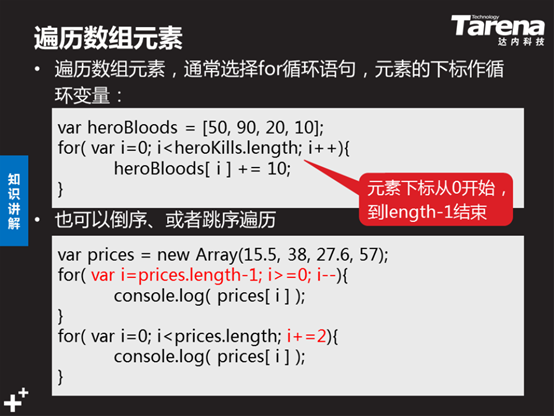 遍历数组元素
Technology
Tarena
达内科技
• 遍历数组元素，通常选择for循环语句，元素的下标作循
环变量：
var heroBloods = [50, 90, 20, 10];
for( var i=0; i<heroKills.length; i++){
heroBloods[ i ] += 10;
}
元素下标从0开始，
到length-1结束
知识讲解
• 也可以倒序、或者跳序遍历
var prices = new Array(15.5, 38, 27.6, 57);
for( var i=prices.length-1; i>=0; i--){
console.log( prices[ i ] );
}
for( var i=0; i<prices.length; i+=2){
console.log( prices[ i ] );
}